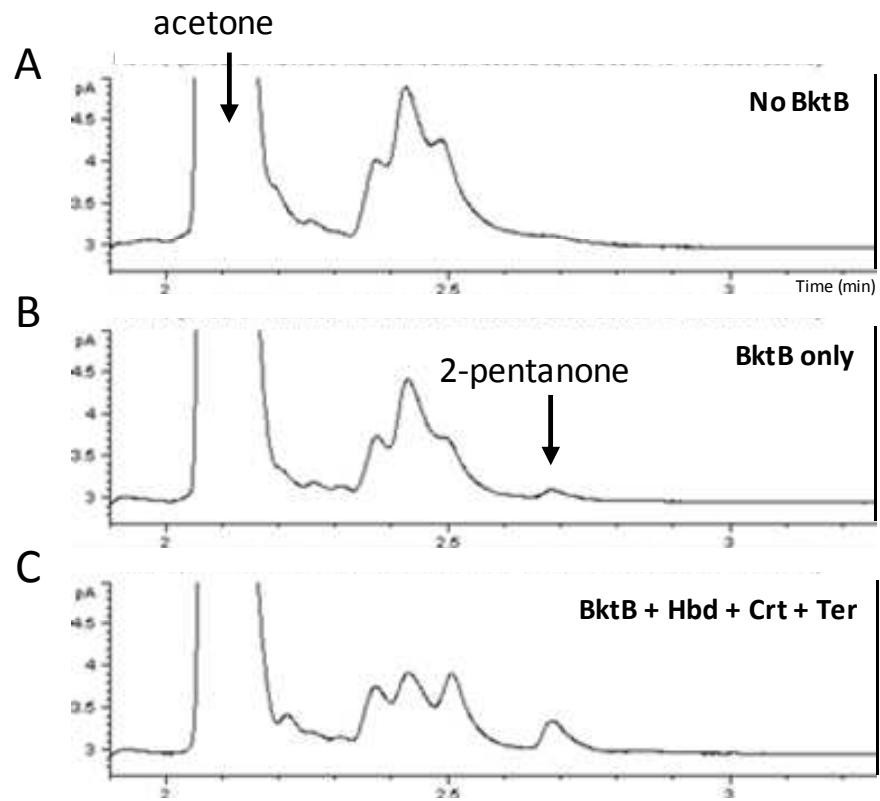 acetone
A
pA
No BktB
4.5
4
3.5
3
2
2.5
3
Time (min)
B
pA
BktB only
4.5
2-pentanone
4
3.5
3
2
2.5
3
C
pA
BktB + Hbd + Crt + Ter
4.5
4
3.5
3
2
2.5
3